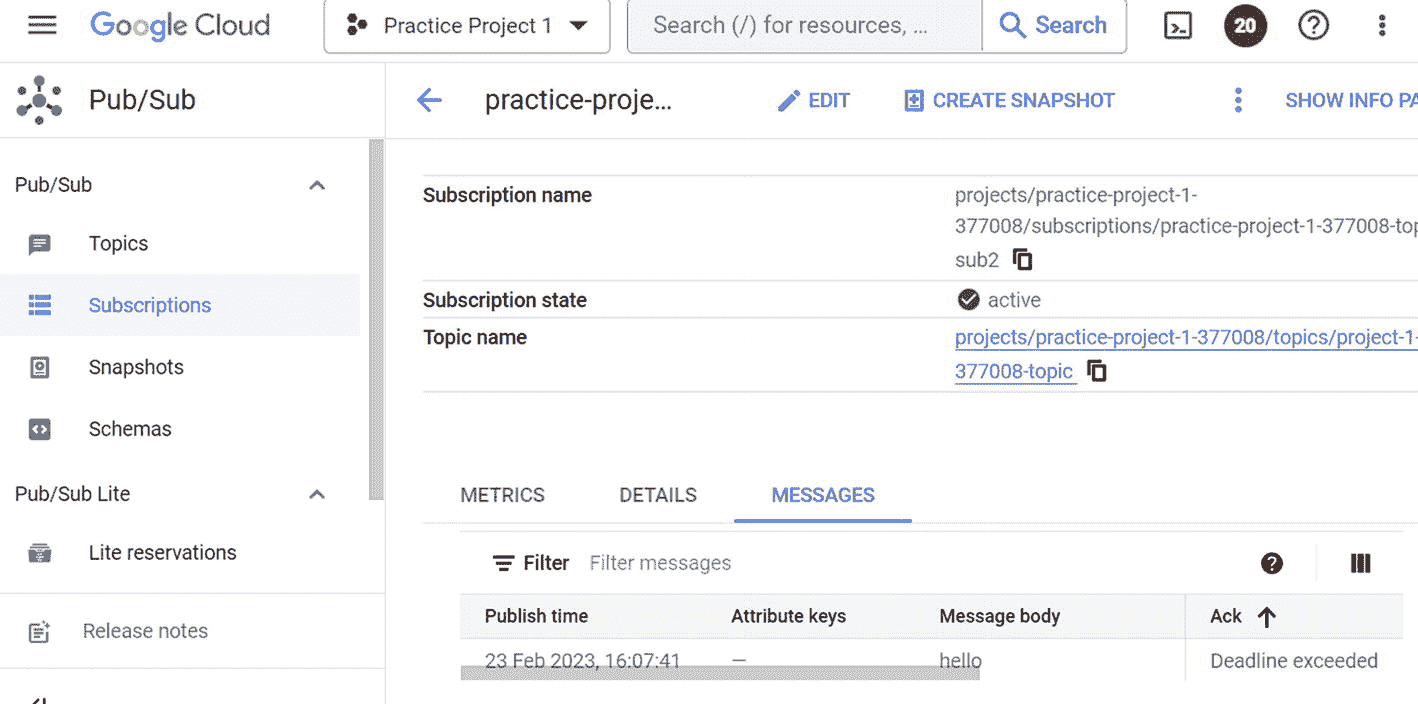 Google Cloud
Practice Project 1
Search (/) for resources, ...
Search
20
Pub/Sub
practice-proje...
EDIT
CREATE SNAPSHOT
SHOW INFO PA
Pub/Sub
Topics
Subscriptions
Snapshots
Schemas
Pub/Sub Lite
Lite reservations
Release notes
Subscription name
projects/practice-project-1-
377008/subscriptions/practice-project-1-377008-top
sub2
Subscription state
active
Topic name
projects/practice-project-1-377008/topics/project-1-
377008-topic
METRICS
DETAILS
MESSAGES
Filter
Filter messages
Publish time
Attribute keys
Message body
Ack
23 Feb 2023, 16:07:41
—
hello
Deadline exceeded